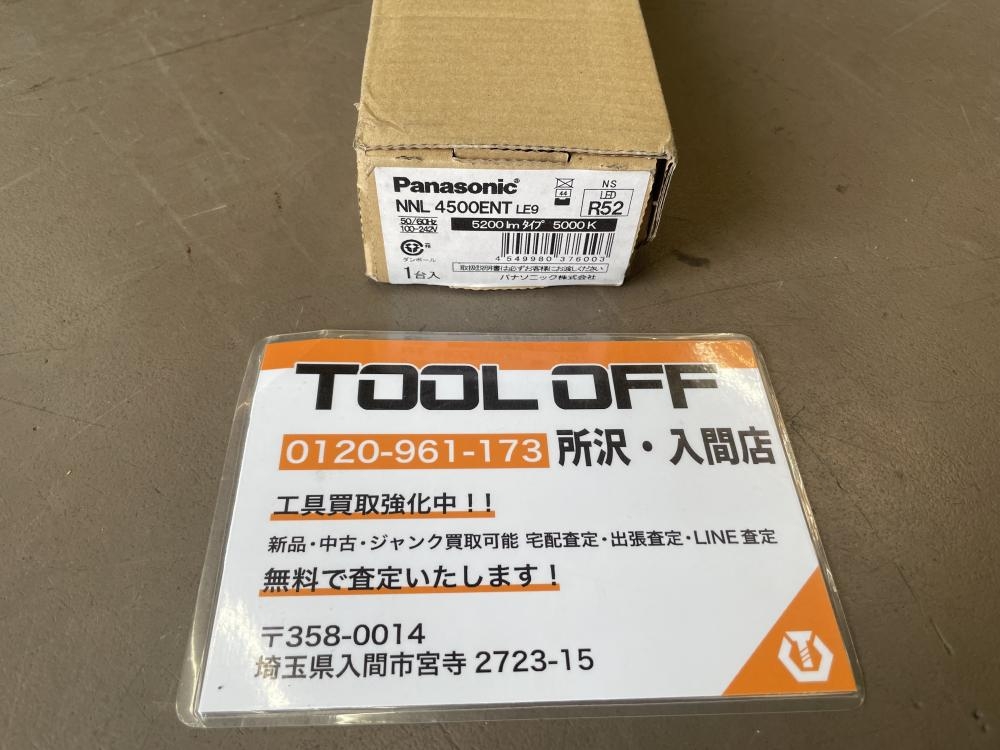 Panasonic®
NNL 4500ENT LE9
50/60Hz
100-242V
5200 lm タイプ 5000 K
44
NS
LED
R52
4 549980 376003
ダンボール
1台入
取扱説明書は必ずお客様にお渡しください
パナソニック株式会社
TOOL OFF
0120-961-173 所沢・入間店
工具買取強化中!!
新品・中古・ジャンク買取可能 宅配査定・出張査定・LINE査定
無料で査定いたします!
〒358-0014
埼玉県入間市宮寺 2723-15